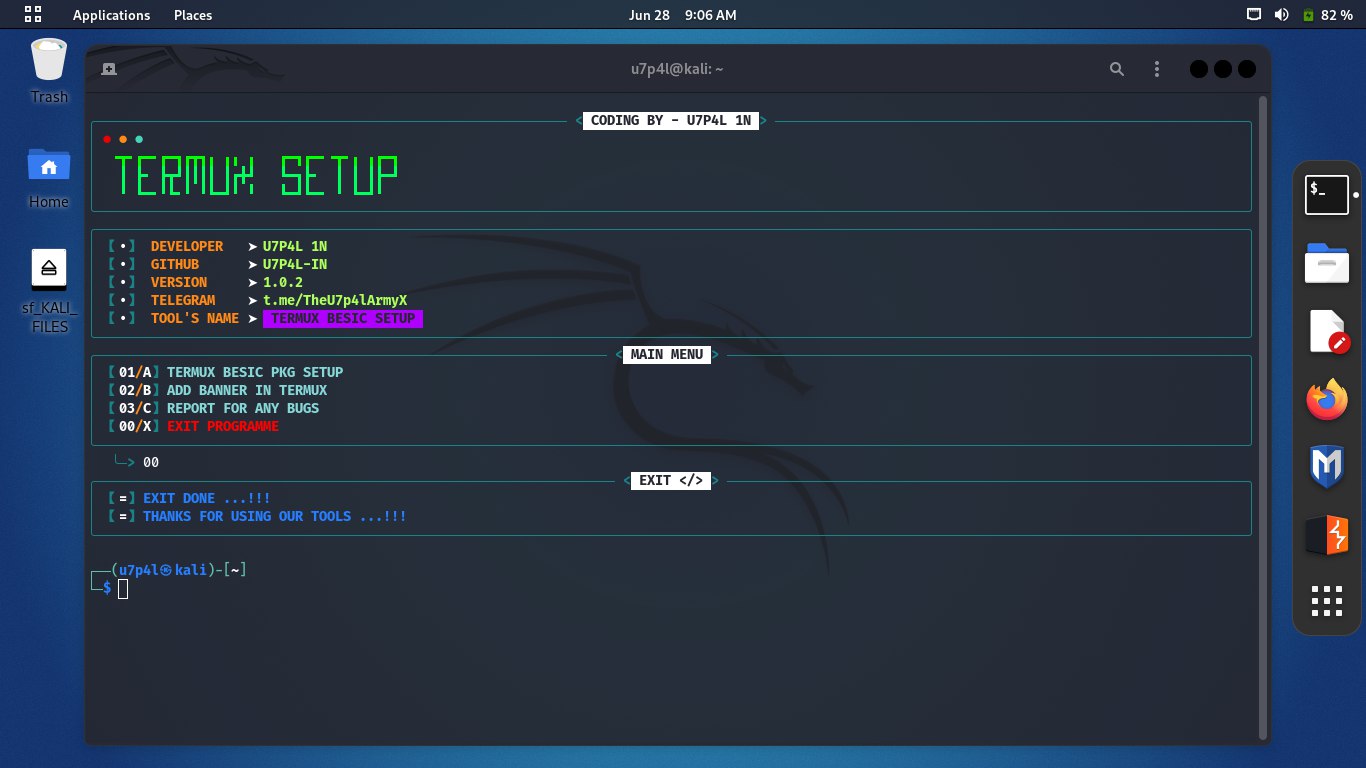 Applications Places Jun 28 9:06 AM 82 %
Trash
Home
sf_KALI_
FILES
u7p4l@kali: ~
<CODING BY - U7P4L 1N>
TERMUX SETUP
[•] DEVELOPER ➤ U7P4L 1N
[•] GITHUB ➤ U7P4L-IN
[•] VERSION ➤ 1.0.2
[•] TELEGRAM ➤ t.me/TheU7p4lArmyX
[•] TOOL'S NAME ➤ TERMUX BESIC SETUP
< MAIN MENU >
[01/A] TERMUX BESIC PKG SETUP
[02/B] ADD BANNER IN TERMUX
[03/C] REPORT FOR ANY BUGS
[00/X] EXIT PROGRAMME
╰─> 00
< EXIT </> >
[=] EXIT DONE ...!!!
[=] THANKS FOR USING OUR TOOLS ...!!!
┌──(u7p4l㉿kali)-[~]
└─$
$_